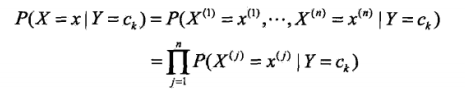 P(X = x | Y = c_k) = P(X^{(1)} = x^{(1)}, ⋯, X^{(n)} = x^{(n)} | Y = c_k)
= ∏_{j=1}^{n} P(X^{(j)} = x^{(j)} | Y = c_k)